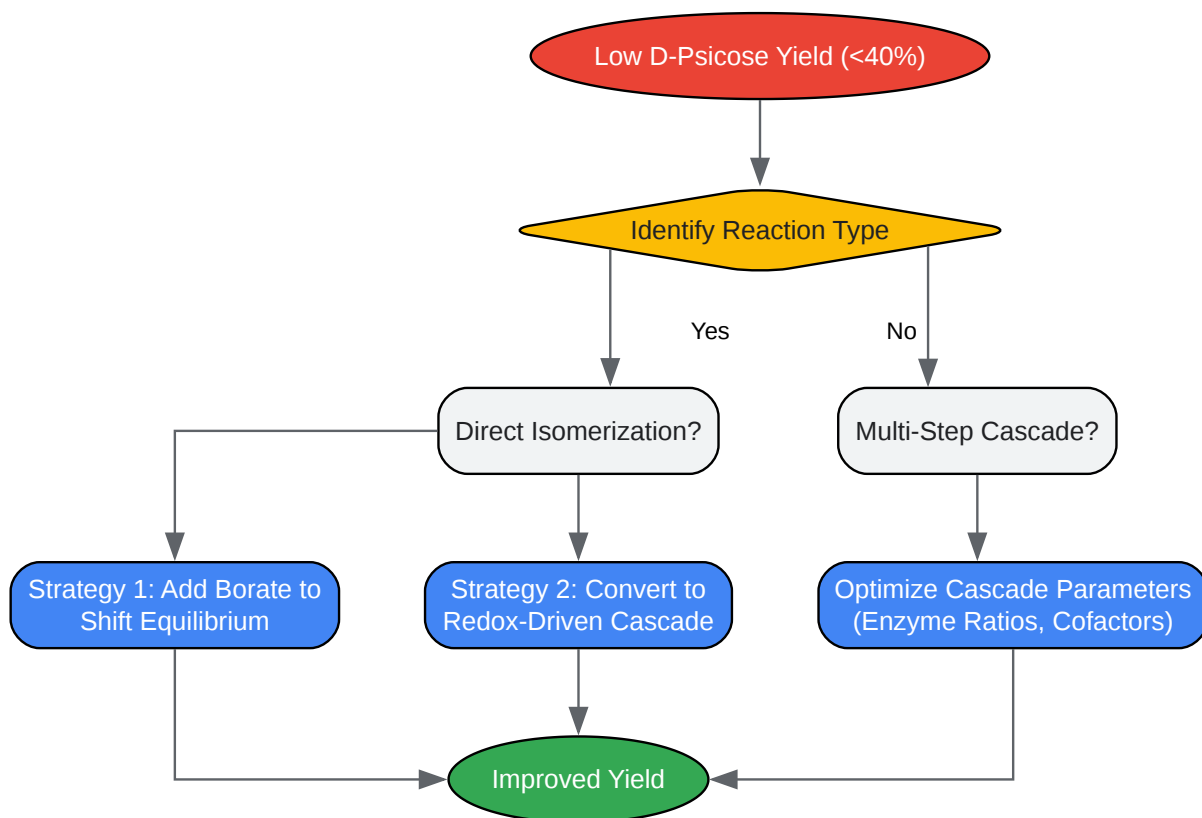 Low D-Psicose Yield (<40%)
Identify Reaction Type
Yes
No
Direct Isomerization?
Multi-Step Cascade?
Strategy 1: Add Borate to
Shift Equilibrium
Strategy 2: Convert to
Redox-Driven Cascade
Optimize Cascade Parameters
(Enzyme Ratios, Cofactors)
Improved Yield